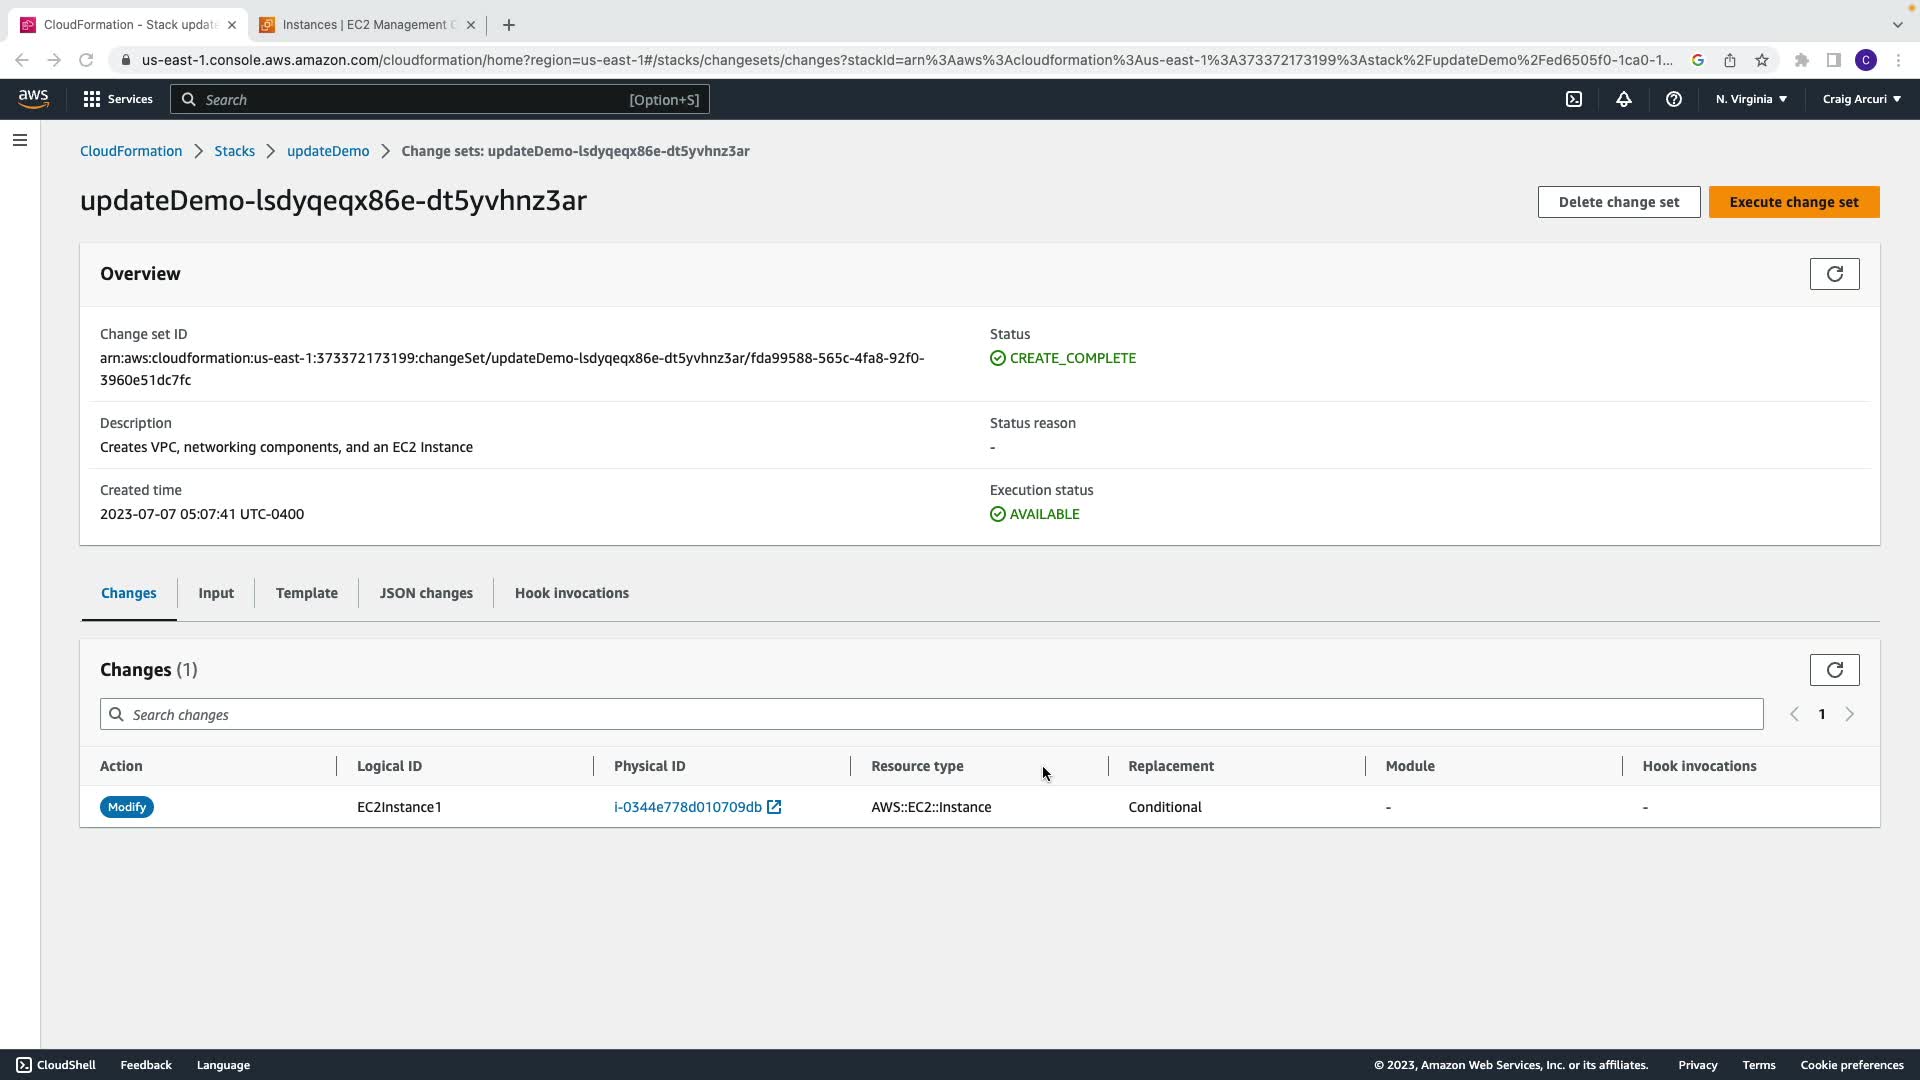 CloudFormation - Stack update
Instances | EC2 Management C
us-east-1.console.aws.amazon.com/cloudformation/home?region=us-east-1#/stacks/changesets/changes?stackId=arn%3Aaws%3Acloudformation%3Aus-east-1%3A373372173199%3Astack%2FupdateDemo%2Fed6505f0-1ca0-1...
C
aws
Services
Search
[Option+S]
N. Virginia
Craig Arcuri
CloudFormation
Stacks
updateDemo
Change sets: updateDemo-lsdyqeqx86e-dt5yvhnz3ar
updateDemo-lsdyqeqx86e-dt5yvhnz3ar
Delete change set
Execute change set
Overview
Change set ID
arn:aws:cloudformation:us-east-1:373372173199:changeSet/updateDemo-lsdyqeqx86e-dt5yvhnz3ar/fda99588-565c-4fa8-92f0-
3960e51dc7fc
Status
CREATE_COMPLETE
Description
Creates VPC, networking components, and an EC2 Instance
Status reason
-
Created time
2023-07-07 05:07:41 UTC-0400
Execution status
AVAILABLE
Changes
Input
Template
JSON changes
Hook invocations
Changes (1)
Search changes
1
Action
Logical ID
Physical ID
Resource type
Replacement
Module
Hook invocations
Modify
EC2Instance1
i-0344e778d010709db
AWS::EC2::Instance
Conditional
-
-
CloudShell
Feedback
Language
© 2023, Amazon Web Services, Inc. or its affiliates.
Privacy
Terms
Cookie preferences